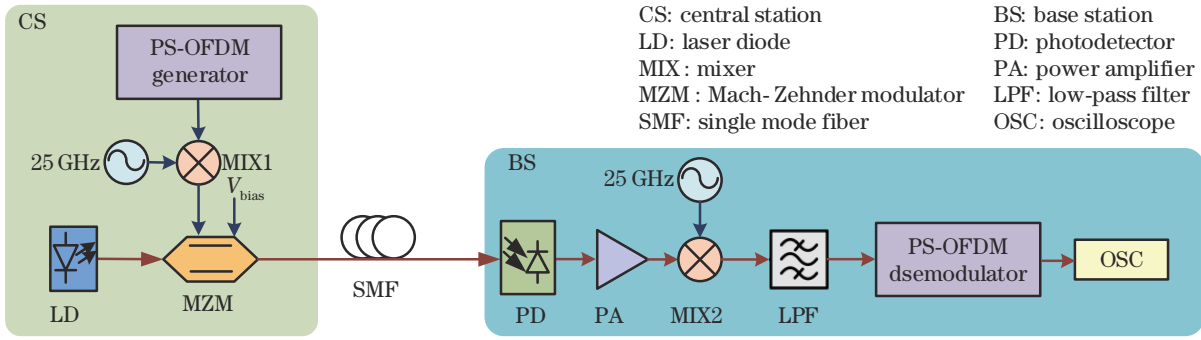 CS
PS-OFDM
generator
25 GHz
MIX1
V bias
LD
MZM
SMF
CS: central station
LD: laser diode
MIX: mixer
MZM: Mach-Zehnder modulator
SMF: single mode fiber
BS: base station
PD: photodetector
PA: power amplifier
LPF: low-pass filter
OSC: oscilloscope
BS
25 GHz
PD
PA
MIX2
LPF
PS-OFDM
dsemodulator
OSC